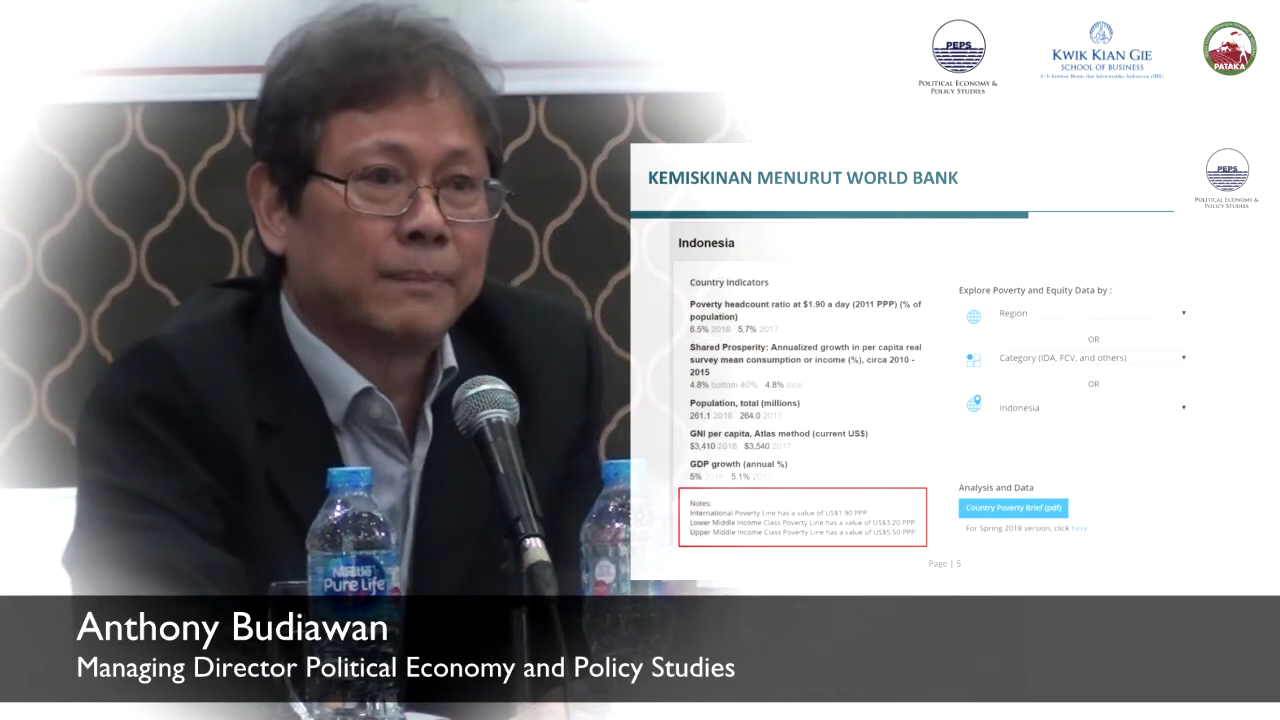 PEPS
POLITICAL ECONOMY &
POLICY STUDIES
KWIK KIAN GIE
SCHOOL OF BUSINESS
d/h Institut Bisnis dan Informatika Indonesia (IBII)
PATAKA
KEMISKINAN MENURUT WORLD BANK
PEPS
POLITICAL ECONOMY &
POLICY STUDIES
Indonesia
Country Indicators
Poverty headcount ratio at $1.90 a day (2011 PPP) (% of
population)
6.5% 2016 5.7% 2017
Shared Prosperity: Annualized growth in per capita real
survey mean consumption or income (%), circa 2010 -
2015
4.8% bottom 40% 4.8% total
Population, total (millions)
261.1 2016 264.0 2017
GNI per capita, Atlas method (current US$)
$3,410 2016 $3,540 2017
GDP growth (annual %)
5% 2016 5.1% 2017
Notes:
International Poverty Line has a value of US$1.90 PPP
Lower Middle Income Class Poverty Line has a value of US$3.20 PPP
Upper Middle Income Class Poverty Line has a value of US$5.50 PPP
Explore Poverty and Equity Data by :
Region
OR
Category (IDA, FCV, and others)
OR
Indonesia
Analysis and Data
Country Poverty Brief (pdf)
For Spring 2018 version, click here
Page | 5
Nestle
Pure Life
Anthony Budiawan
Managing Director Political Economy and Policy Studies